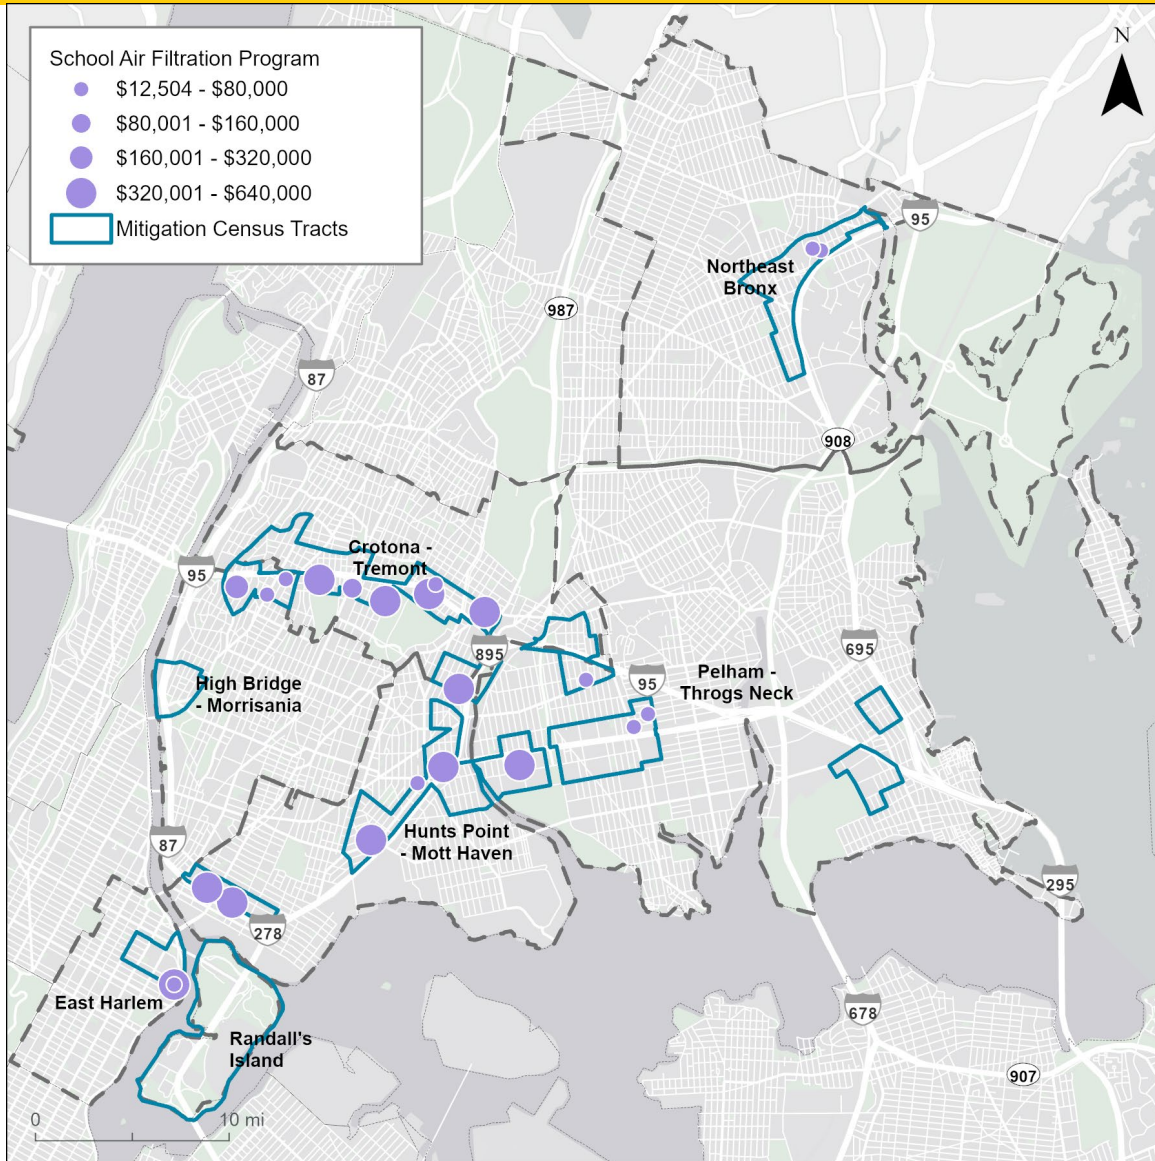 School Air Filtration Program
$12,504 - $80,000
$80,001 - $160,000
$160,001 - $320,000
$320,001 - $640,000
Mitigation Census Tracts
N
95
Northeast
Bronx
987
87
908
Crotona -
Tremont
95
895
695
95
Pelham -
Throgs Neck
High Bridge
- Morrisania
87
Hunts Point
- Mott Haven
295
278
East Harlem
678
Randall's
Island
907
0
10 mi